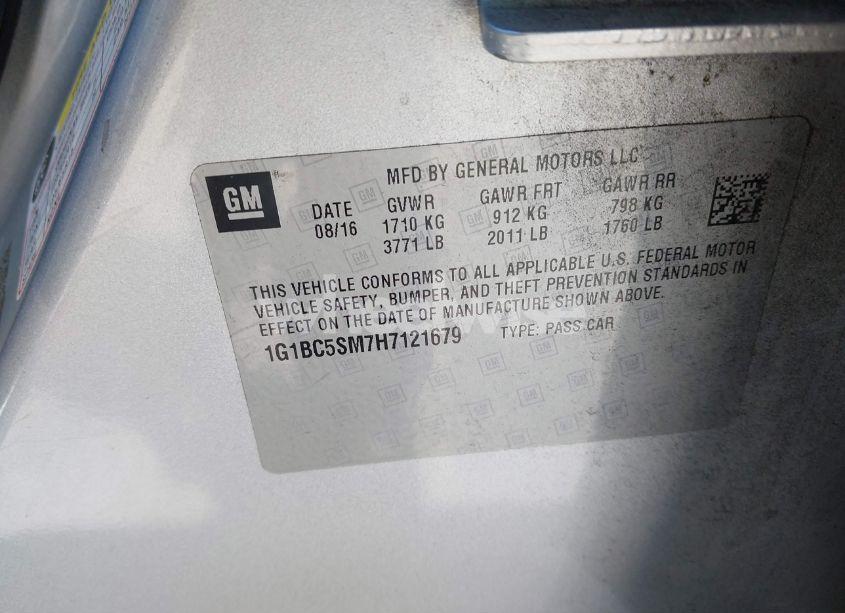 MFD BY GENERAL MOTORS LLC
GM
DATE GVWR GAWR FRT GAWR RR
08/16 1710 KG 912 KG 798 KG
3771 LB 2011 LB 1760 LB
THIS VEHICLE CONFORMS TO ALL APPLICABLE U.S. FEDERAL MOTOR
VEHICLE SAFETY, BUMPER, AND THEFT PREVENTION STANDARDS IN
EFFECT ON THE DATE OF MANUFACTURE SHOWN ABOVE.
1G1BC5SM7H7121679 TYPE: PASS CAR